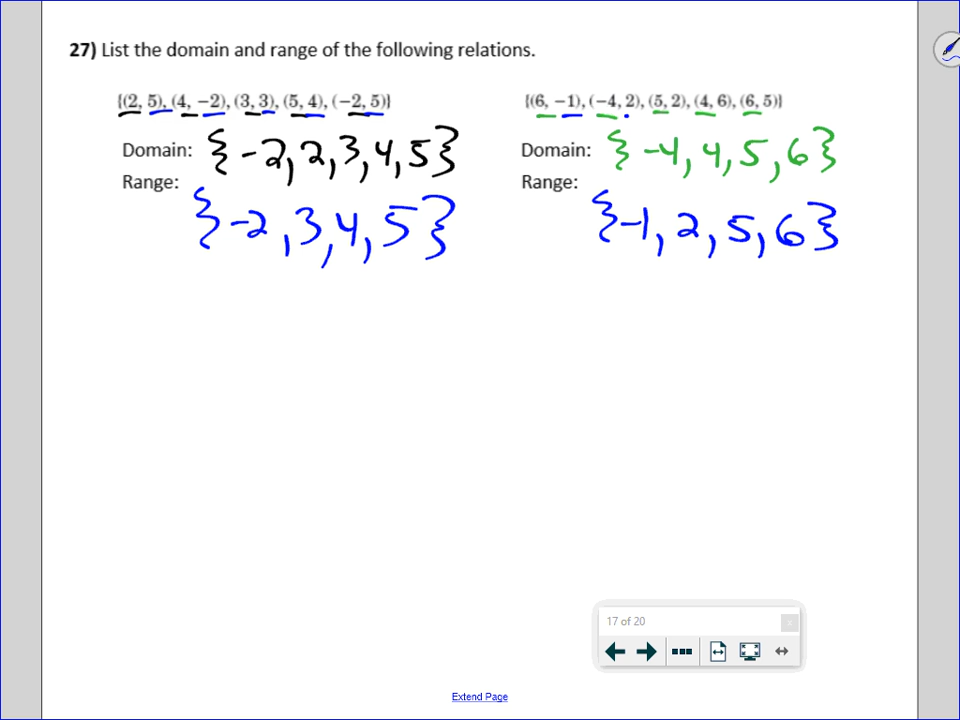 27) List the domain and range of the following relations.
{(2, 5), (4, −2), (3, 3), (5, 4), (−2, 5)}
Domain: {-2, 2, 3, 4, 5}
Range: {-2, 3, 4, 5}
{(6, −1), (−4, 2), (5, 2), (4, 6), (6, 5)}
Domain: {-4, 4, 5, 6}
Range: {-1, 2, 5, 6}
17 of 20
x
Extend Page